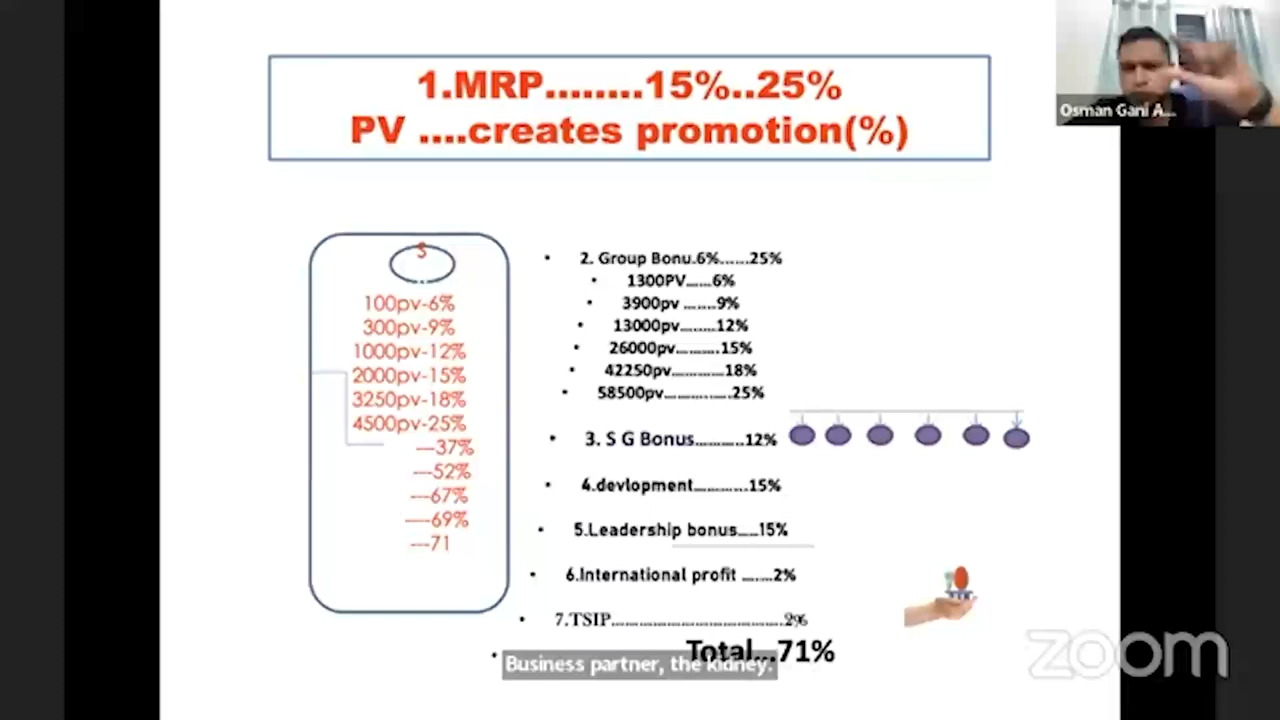 1.MRP........15%..25%
PV ....creates promotion(%)
Osman Gani A...
S
100pv-6%
300pv-9%
1000pv-12%
2000pv-15%
3250pv-18%
4500pv-25%
---37%
---52%
---67%
----69%
---71
• 2. Group Bonu.6%.......25%
• 1300PV......6%
• 3900pv ........9%
• 13000pv.........12%
• 26000pv...........15%
• 42250pv.............18%
• 58500pv.................25%
• 3. S G Bonus...........12%
• 4.devlopment............15%
• 5.Leadership bonus.....15%
• 6.International profit .......2%
• 7.TSIP.................................................2%
• Total...71%
Business partner, the kidney.
zoom